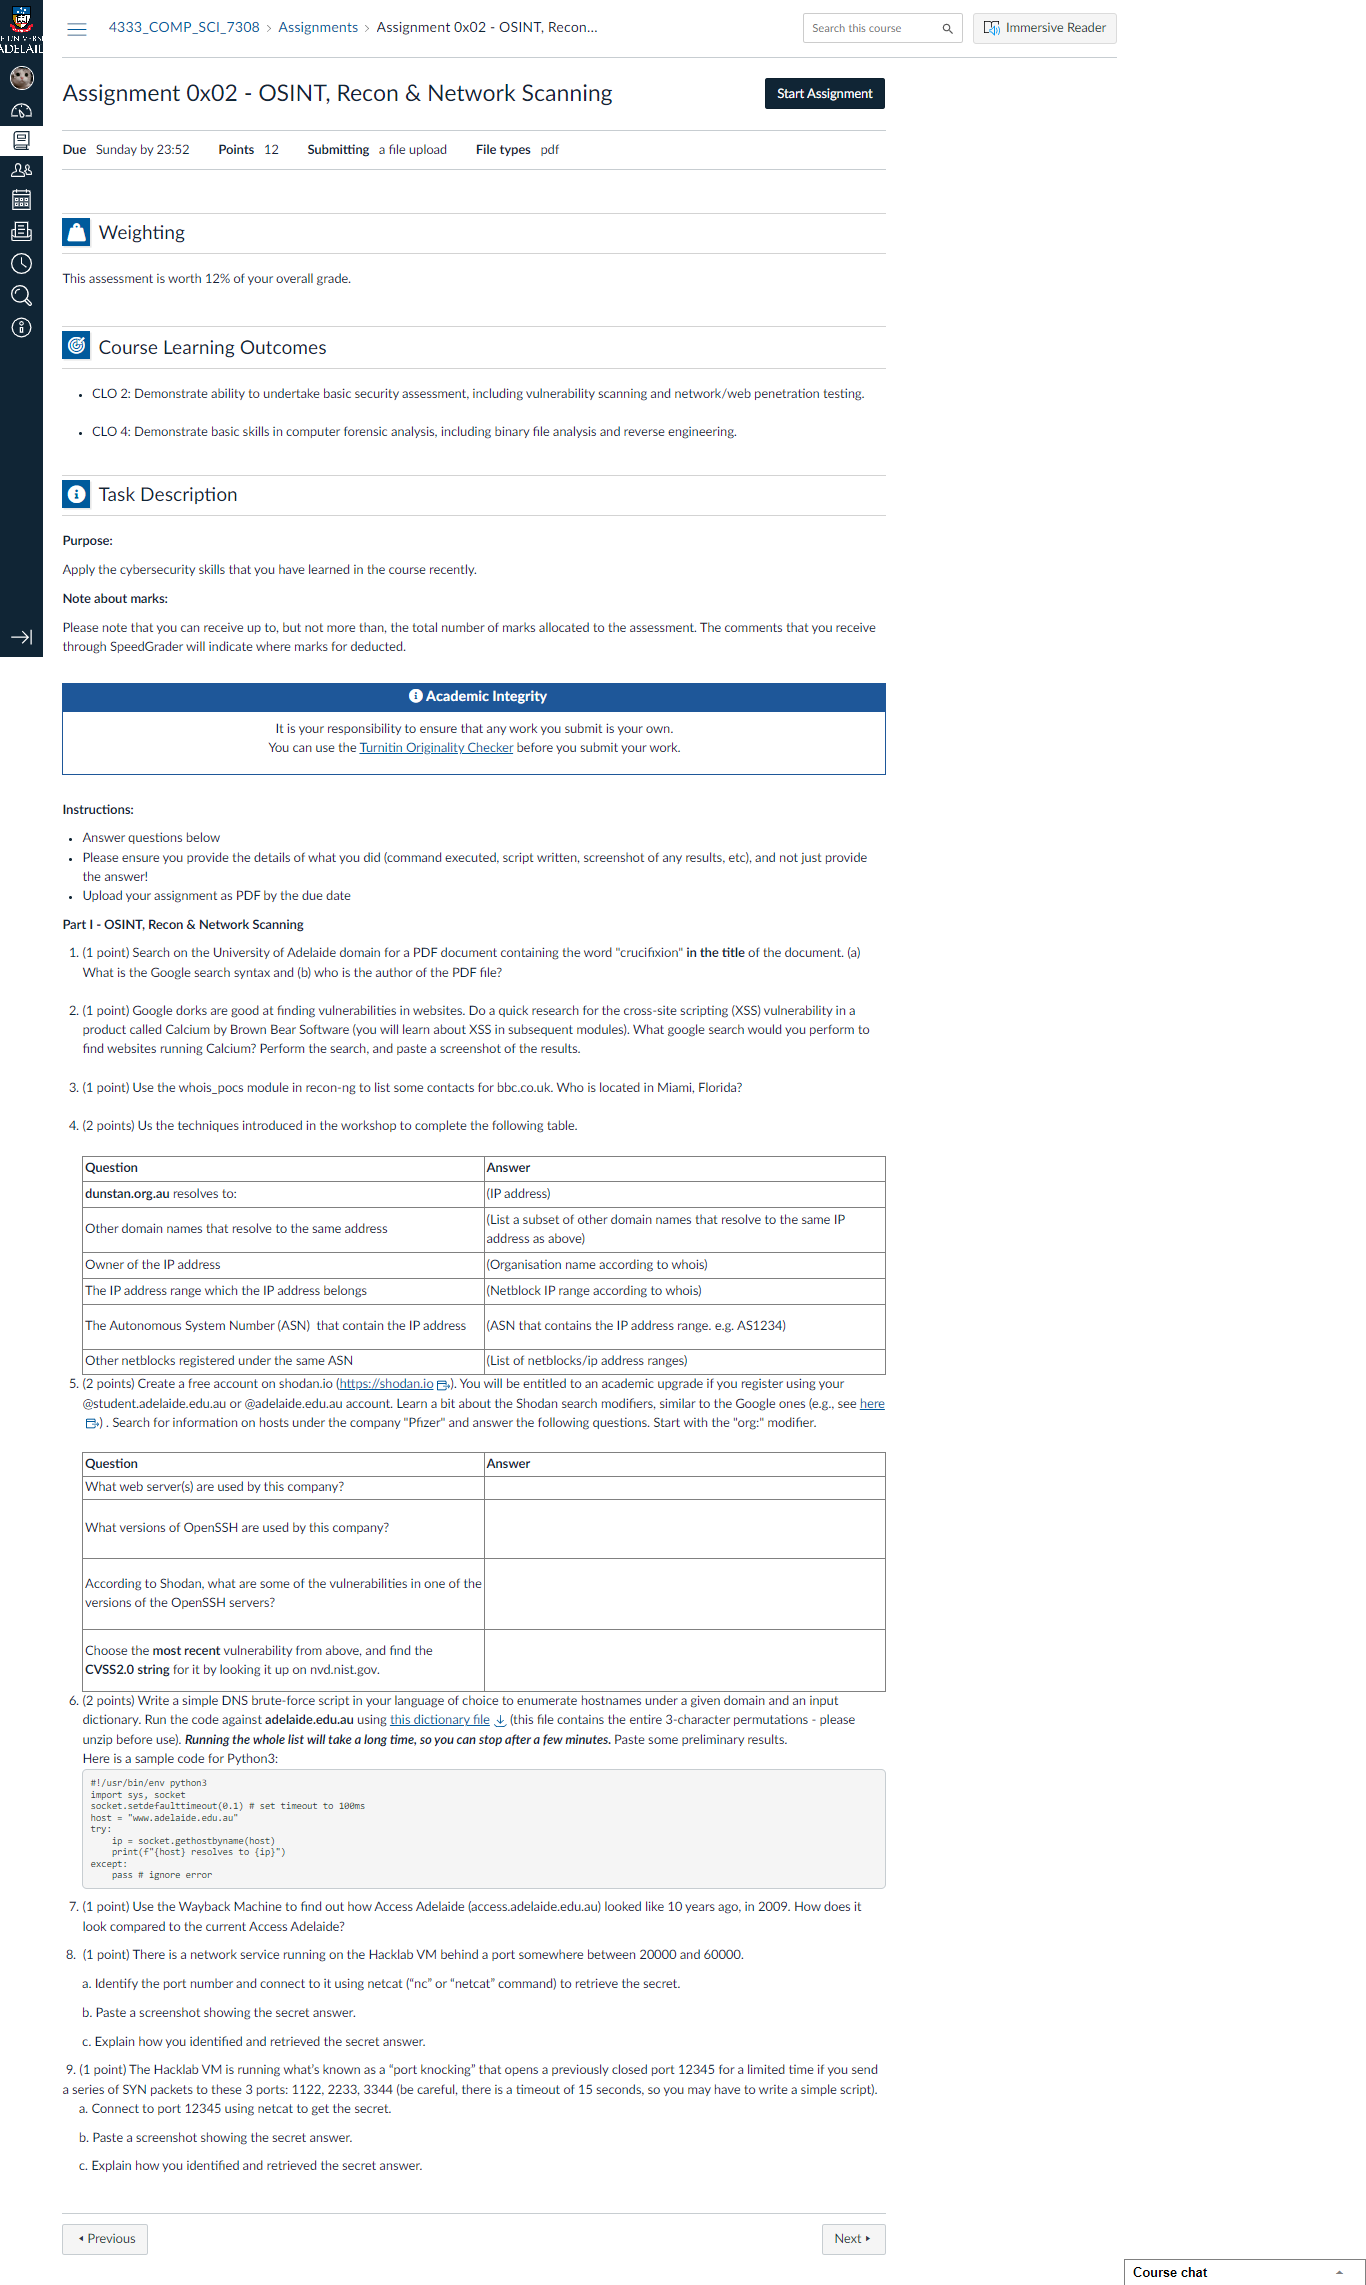 4333_COMP_SCI_7308 > Assignments > Assignment 0x02 - OSINT, Recon...
Search this course
Immersive Reader
ADELAID
Assignment 0x02 - OSINT, Recon & Network Scanning
Start Assignment
Due Sunday by 23:52 Points 12 Submitting a file upload File types pdf
Weighting
This assessment is worth 12% of your overall grade.
Course Learning Outcomes
• CLO 2: Demonstrate ability to undertake basic security assessment, including vulnerability scanning and network/web penetration testing.
• CLO 4: Demonstrate basic skills in computer forensic analysis, including binary file analysis and reverse engineering.
Task Description
Purpose:
Apply the cybersecurity skills that you have learned in the course recently.
Note about marks:
Please note that you can receive up to, but not more than, the total number of marks allocated to the assessment. The comments that you receive
through SpeedGrader will indicate where marks for deducted.
Academic Integrity
It is your responsibility to ensure that any work you submit is your own.
You can use the Turnitin Originality Checker before you submit your work.
Instructions:
• Answer questions below
• Please ensure you provide the details of what you did (command executed, script written, screenshot of any results, etc), and not just provide
the answer!
• Upload your assignment as PDF by the due date
Part I - OSINT, Recon & Network Scanning
1. (1 point) Search on the University of Adelaide domain for a PDF document containing the word "crucifixion" in the title of the document. (a)
What is the Google search syntax and (b) who is the author of the PDF file?
2. (1 point) Google dorks are good at finding vulnerabilities in websites. Do a quick research for the cross-site scripting (XSS) vulnerability in a
product called Calcium by Brown Bear Software (you will learn about XSS in subsequent modules). What google search would you perform to
find websites running Calcium? Perform the search, and paste a screenshot of the results.
3. (1 point) Use the whois_pocs module in recon-ng to list some contacts for bbc.co.uk. Who is located in Miami, Florida?
4. (2 points) Us the techniques introduced in the workshop to complete the following table.
Question Answer
dunstan.org.au resolves to: (IP address)
Other domain names that resolve to the same address (List a subset of other domain names that resolve to the same IP
address as above)
Owner of the IP address (Organisation name according to whois)
The IP address range which the IP address belongs (Netblock IP range according to whois)
The Autonomous System Number (ASN) that contain the IP address (ASN that contains the IP address range. e.g. AS1234)
Other netblocks registered under the same ASN (List of netblocks/ip address ranges)
5. (2 points) Create a free account on shodan.io (https://shodan.io). You will be entitled to an academic upgrade if you register using your
@student.adelaide.edu.au or @adelaide.edu.au account. Learn a bit about the Shodan search modifiers, similar to the Google ones (e.g., see here
) . Search for information on hosts under the company "Pfizer" and answer the following questions. Start with the "org:" modifier.
Question Answer
What web server(s) are used by this company?
What versions of OpenSSH are used by this company?
According to Shodan, what are some of the vulnerabilities in one of the
versions of the OpenSSH servers?
Choose the most recent vulnerability from above, and find the
CVSS2.0 string for it by looking it up on nvd.nist.gov.
6. (2 points) Write a simple DNS brute-force script in your language of choice to enumerate hostnames under a given domain and an input
dictionary. Run the code against adelaide.edu.au using this dictionary file (this file contains the entire 3-character permutations - please
unzip before use). Running the whole list will take a long time, so you can stop after a few minutes. Paste some preliminary results.
Here is a sample code for Python3:
#!/usr/bin/env python3
import sys, socket
socket.setdefaulttimeout(0.1) # set timeout to 100ms
host = "www.adelaide.edu.au"
try:
ip = socket.gethostbyname(host)
print(f"{host} resolves to {ip}")
except:
pass # ignore error
7. (1 point) Use the Wayback Machine to find out how Access Adelaide (access.adelaide.edu.au) looked like 10 years ago, in 2009. How does it
look compared to the current Access Adelaide?
8. (1 point) There is a network service running on the Hacklab VM behind a port somewhere between 20000 and 60000.
a. Identify the port number and connect to it using netcat (“nc” or “netcat” command) to retrieve the secret.
b. Paste a screenshot showing the secret answer.
c. Explain how you identified and retrieved the secret answer.
9. (1 point) The Hacklab VM is running what’s known as a “port knocking” that opens a previously closed port 12345 for a limited time if you send
a series of SYN packets to these 3 ports: 1122, 2233, 3344 (be careful, there is a timeout of 15 seconds, so you may have to write a simple script).
a. Connect to port 12345 using netcat to get the secret.
b. Paste a screenshot showing the secret answer.
c. Explain how you identified and retrieved the secret answer.
Previous
Next
Course chat